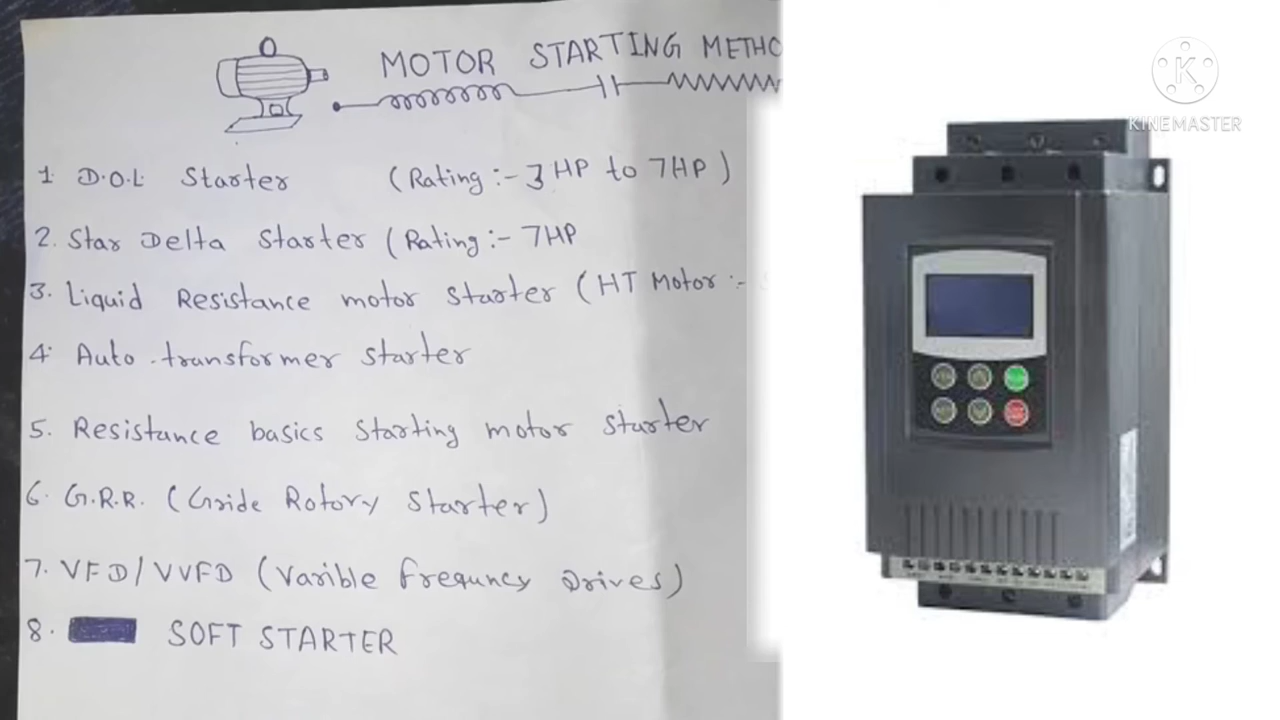 MOTOR STARTING METHO
K
KINEMASTER
1 D.O.L Starter (Rating :- 3 HP to 7HP)
2. Star Delta Starter (Rating :- 7HP
3. Liquid Resistance motor Starter (HT Motor :-
4. Auto-transformer starter
5. Resistance basics Starting motor Starter
6. G.R.R. (Gride Rotory Starter)
7. VFD/VVFD (Varible frequncy Drives)
8. SOFT STARTER